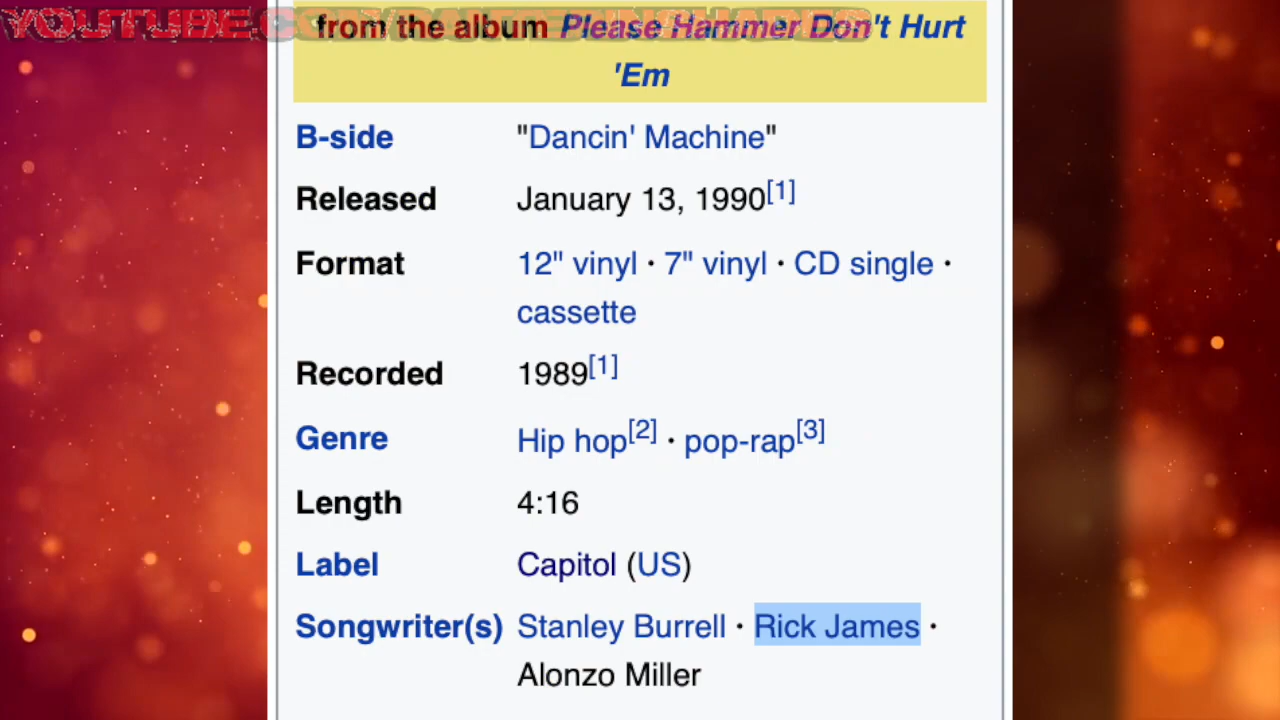 from the album Please Hammer Don't Hurt
'Em
B-side "Dancin' Machine"
Released January 13, 1990[1]
Format 12" vinyl · 7" vinyl · CD single ·
cassette
Recorded 1989[1]
Genre Hip hop[2] · pop-rap[3]
Length 4:16
Label Capitol (US)
Songwriter(s) Stanley Burrell · Rick James ·
Alonzo Miller